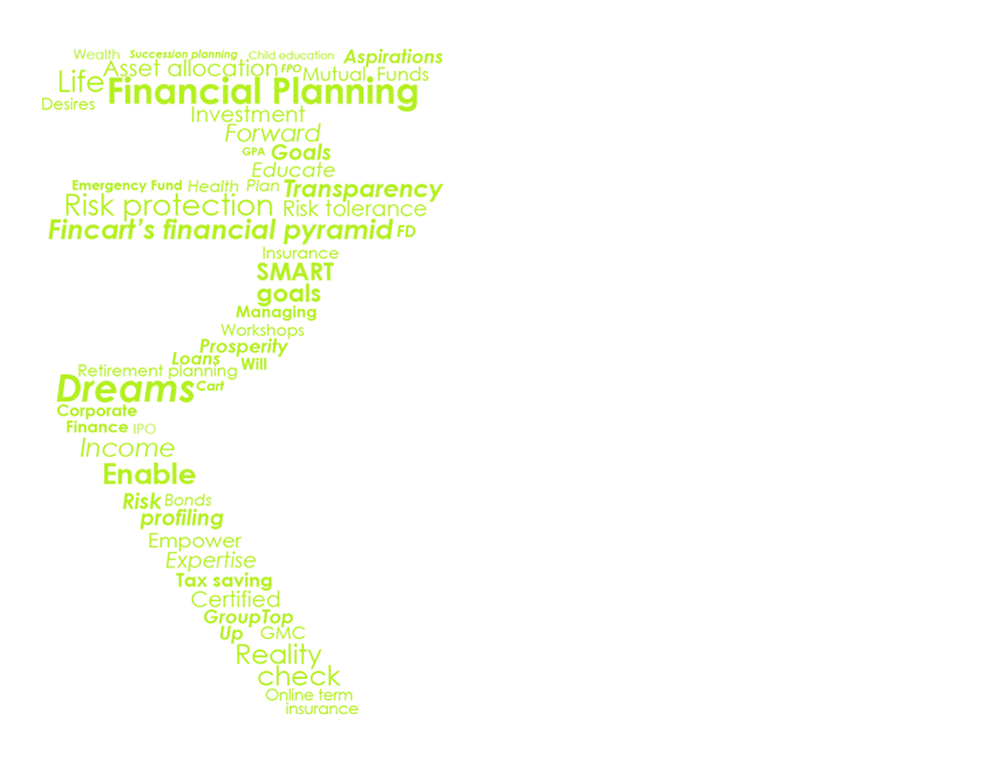 Wealth Succession planning Child education Aspirations
Asset allocation FPO Mutual Funds
Life Financial Planning
Desires
Investment
Forward
GPA Goals
Educate
Emergency Fund Health Plan Transparency
Risk protection Risk tolerance
Fincart's financial pyramid FD
Insurance
SMART
goals
Managing
Workshops
Prosperity
Loans Will
Retirement planning
Dreams Cart
Corporate
Finance IPO
Income
Enable
Risk Bonds
profiling
Empower
Expertise
Tax saving
Certified
GroupTop
Up GMC
Reality
check
Online term
insurance